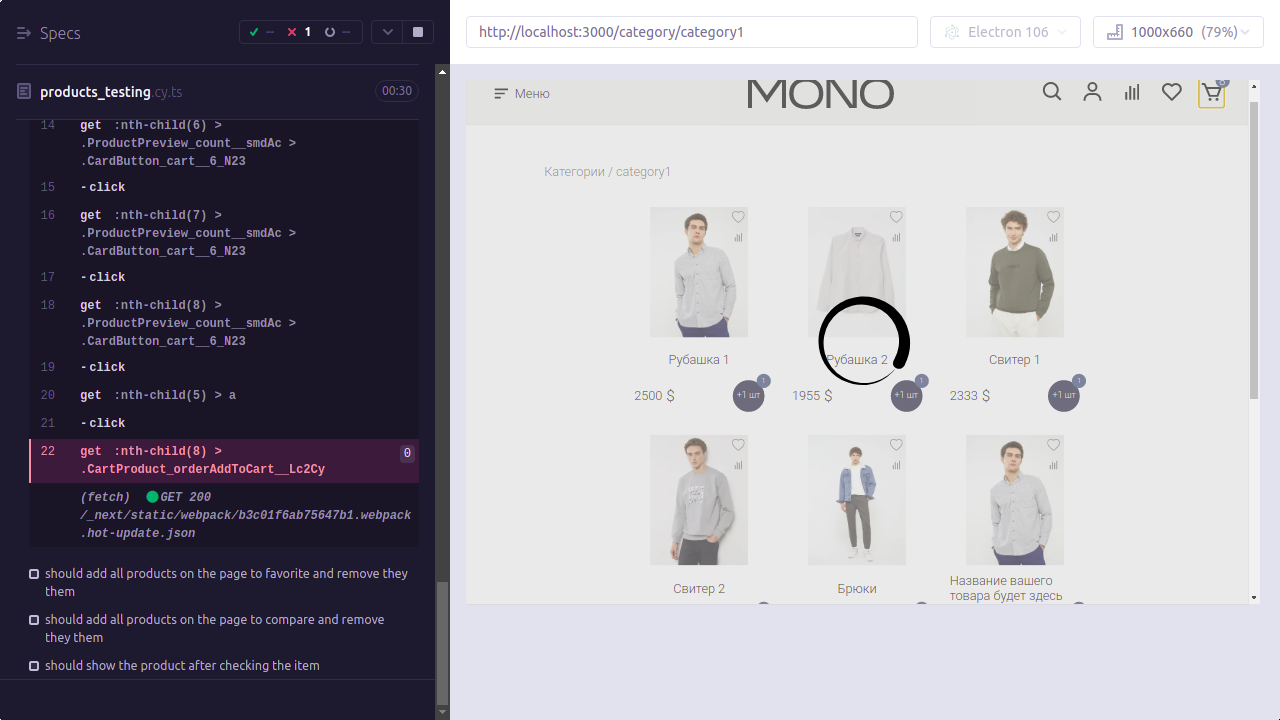 Specs
-- 1 --
products_testing.cy.ts 00:30
14 get :nth-child(6) >
.ProductPreview_count__smdAc >
.CardButton_cart__6_N23
15 -click
16 get :nth-child(7) >
.ProductPreview_count__smdAc >
.CardButton_cart__6_N23
17 -click
18 get :nth-child(8) >
.ProductPreview_count__smdAc >
.CardButton_cart__6_N23
19 -click
20 get :nth-child(5) > a
21 -click
22 get :nth-child(8) > 0
.CartProduct_orderAddToCart__Lc2Cy
(fetch) GET 200
/_next/static/webpack/b3c01f6ab75647b1.webpack
.hot-update.json
should add all products on the page to favorite and remove they
them
should add all products on the page to compare and remove
they them
should show the product after checking the item
http://localhost:3000/category/category1
Electron 106
1000x660 (79%)
Меню
MONO
Категории / category1
Рубашка 1
Рубашка 2
Свитер 1
2500 $ +1 шт 1
1955 $ +1 шт 1
2333 $ +1 шт 1
Свитер 2
Брюки
Название вашего
товара будет здесь